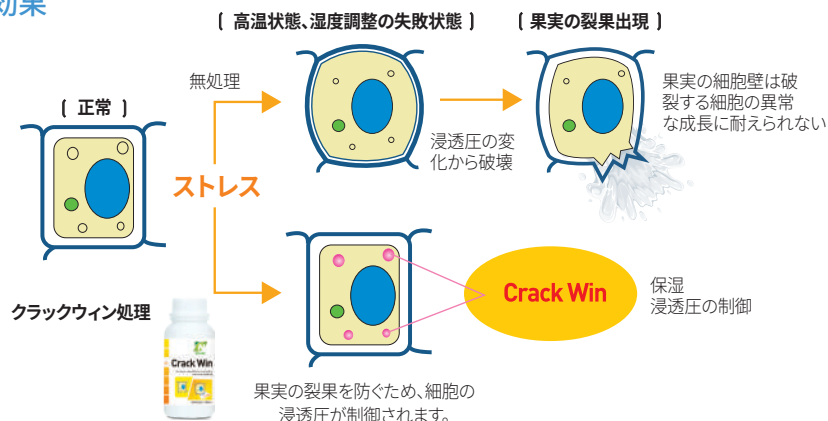 効果
[ 高温状態、湿度調整の失敗状態 ]
[ 果実の裂果出現 ]
無処理
[ 正常 ]
果実の細胞壁は破
裂する細胞の異常
な成長に耐えられない
浸透圧の変
化から破壊
ストレス
Crack Win
保湿
浸透圧の制御
クラックウィン処理
Crack Win
果実の裂果を防ぐため、細胞の
浸透圧が制御されます。